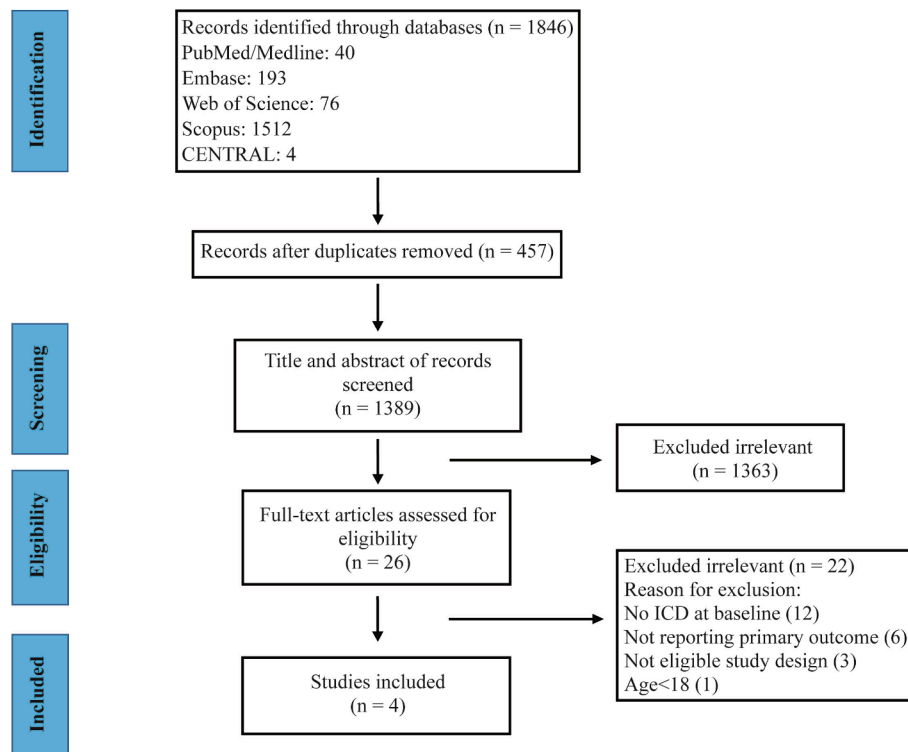 Identification
Records identified through databases (n = 1846)
PubMed/Medline: 40
Embase: 193
Web of Science: 76
Scopus: 1512
CENTRAL: 4
Records after duplicates removed (n = 457)
Screening
Title and abstract of records
screened
(n = 1389)
Excluded irrelevant
(n = 1363)
Eligibility
Full-text articles assessed for
eligibility
(n = 26)
Excluded irrelevant (n = 22)
Reason for exclusion:
No ICD at baseline (12)
Not reporting primary outcome (6)
Not eligible study design (3)
Age<18 (1)
Included
Studies included
(n = 4)